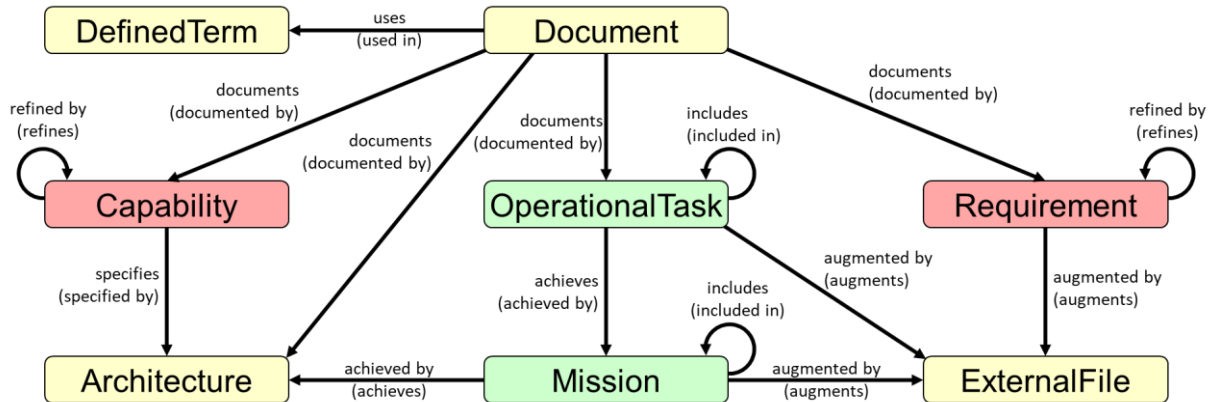 DefinedTerm
uses
(used in)
Document
refined by
(refines)
documents
(documented by)
documents
(documented by)
documents
(documented by)
includes
(included in)
documents
(documented by)
refined by
(refines)
Capability
OperationalTask
Requirement
specifies
(specified by)
achieves
(achieved by)
includes
(included in)
augmented by
(augments)
augmented by
(augments)
Architecture
achieved by
(achieves)
Mission
augmented by
(augments)
ExternalFile